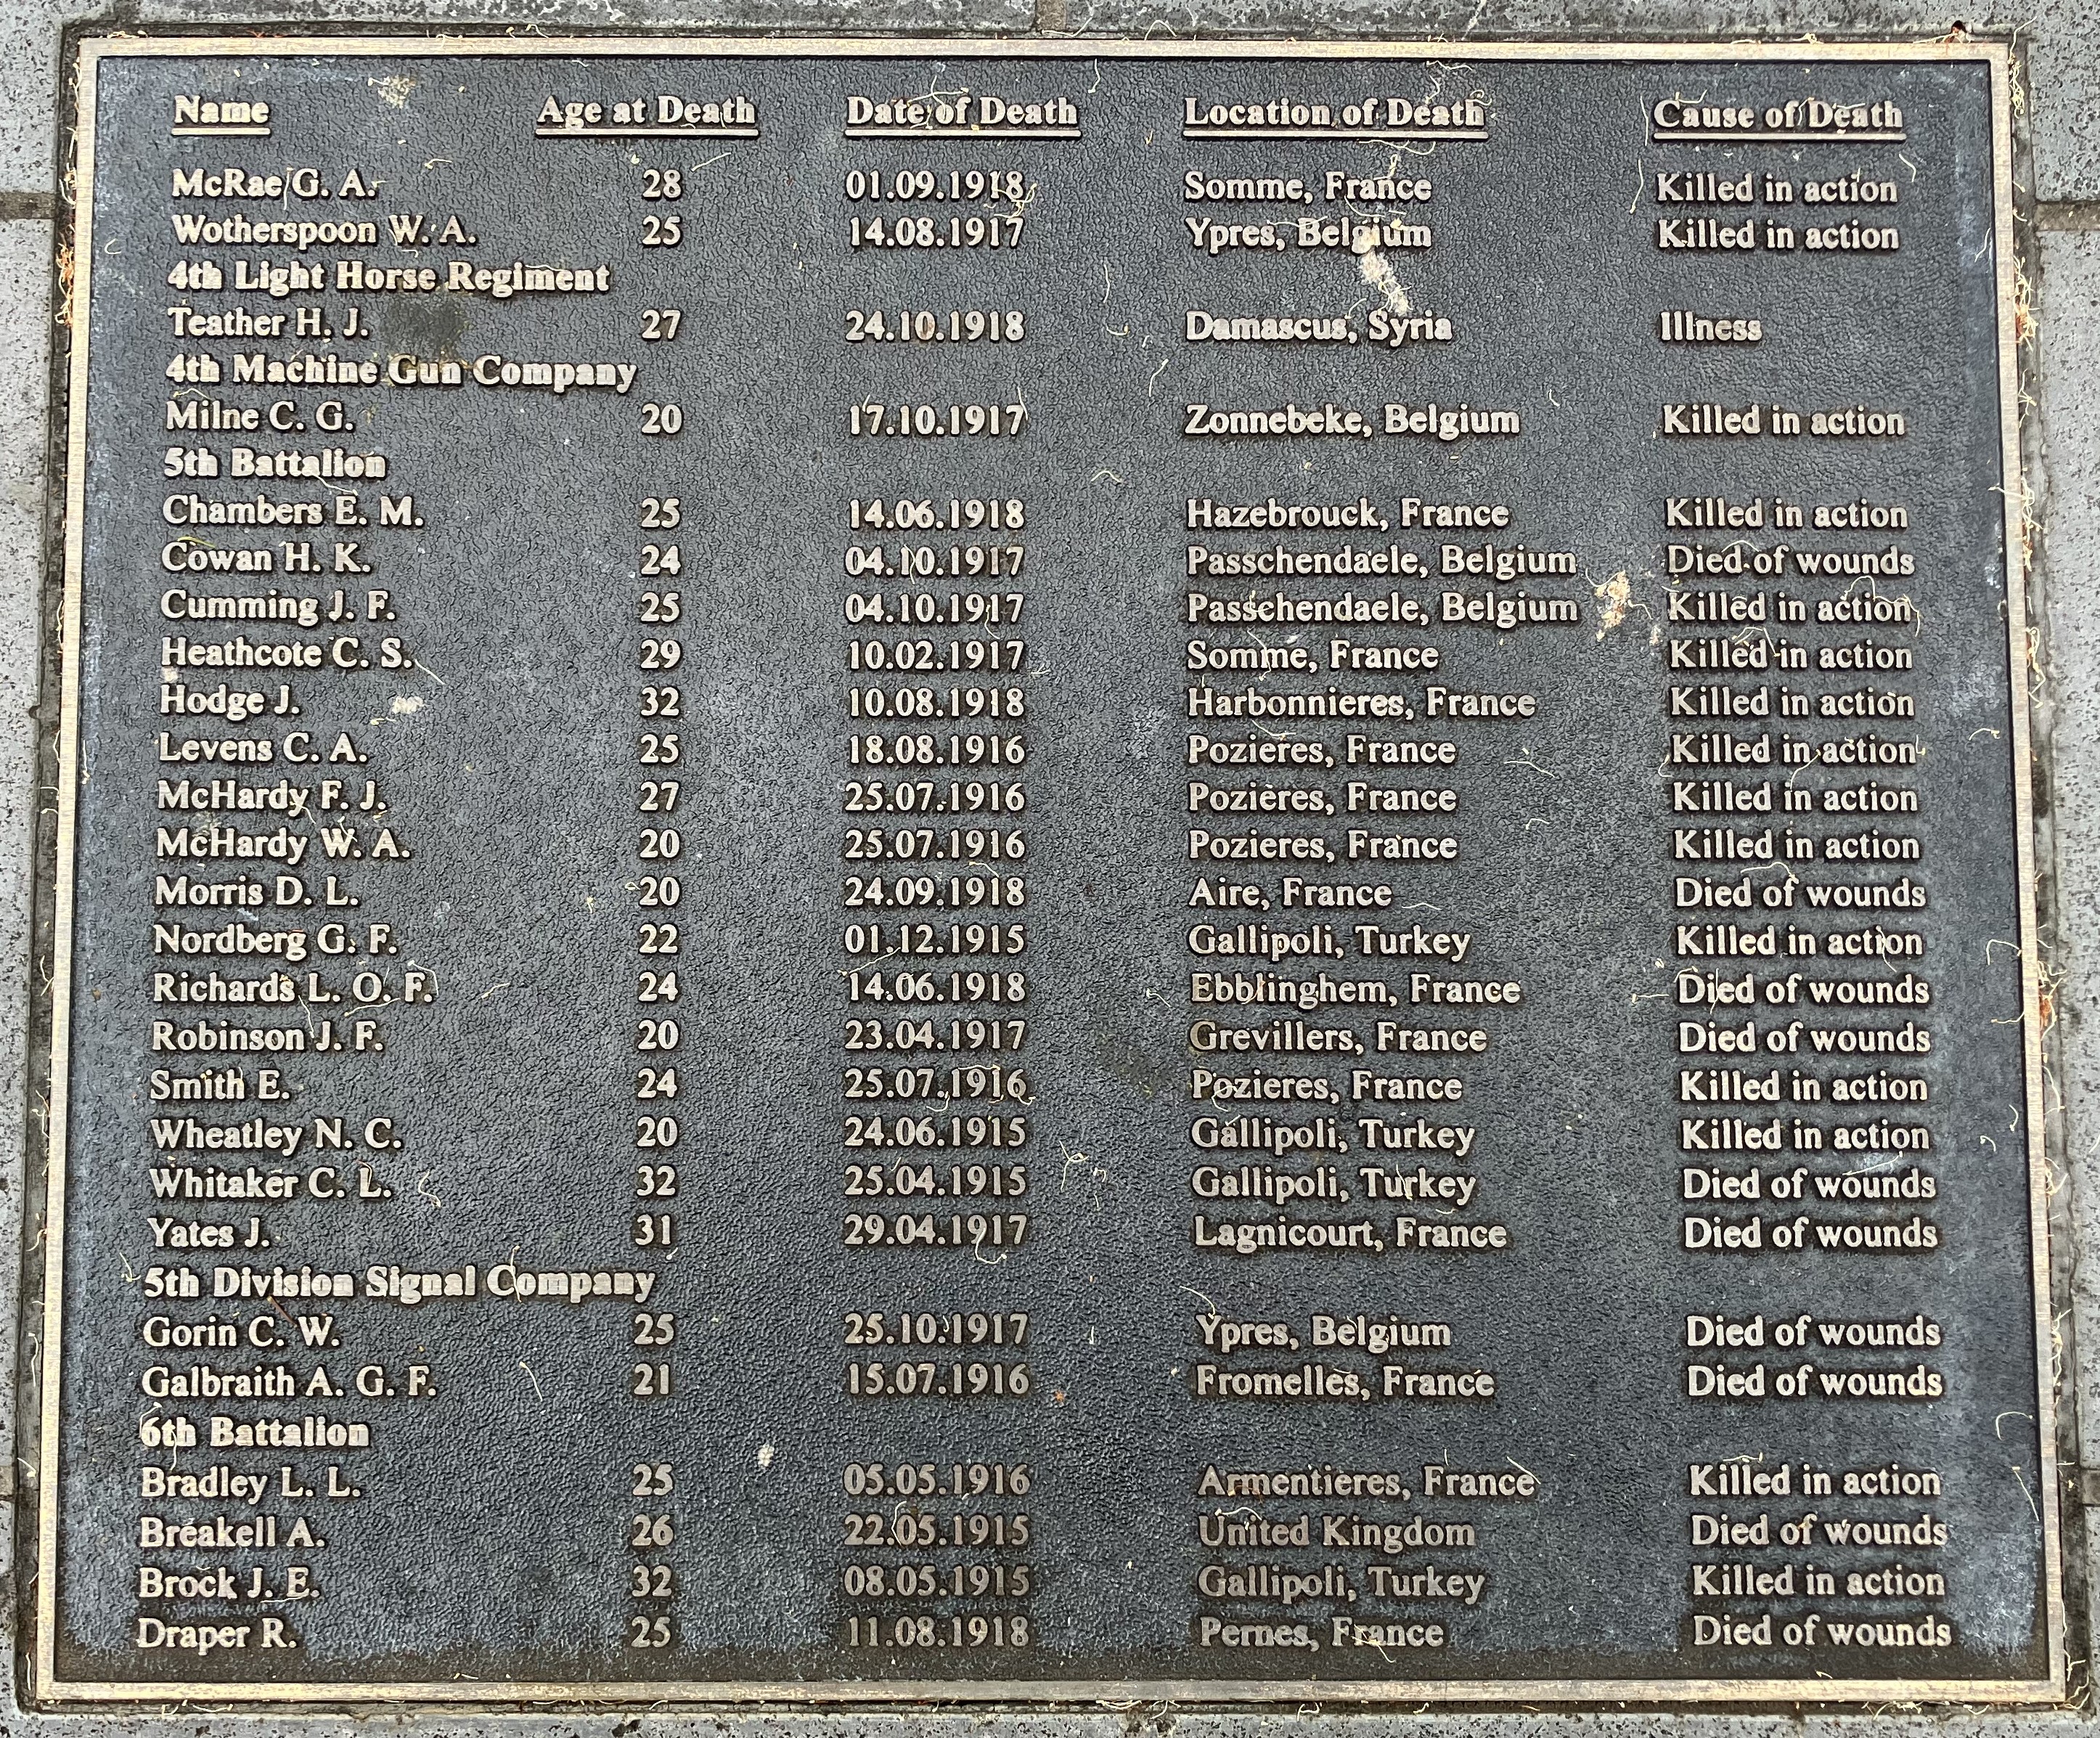 Name Age at Death Date of Death Location of Death Cause of Death
McRae G. A. 28 01.09.1918 Somme, France Killed in action
Wotherspoon W. A. 25 14.08.1917 Ypres, Belgium Killed in action
4th Light Horse Regiment
Teather H. J. 27 24.10.1918 Damascus, Syria Illness
4th Machine Gun Company
Milne C. G. 20 17.10.1917 Zonnebeke, Belgium Killed in action
5th Battalion
Chambers E. M. 25 14.06.1918 Hazebrouck, France Killed in action
Cowan H. K. 24 04.10.1917 Passchendaele, Belgium Died of wounds
Cumming J. F. 25 04.10.1917 Passchendaele, Belgium Killed in action
Heathcote C. S. 29 10.02.1917 Somme, France Killed in action
Hodge J. 32 10.08.1918 Harbonnieres, France Killed in action
Levens C. A. 25 18.08.1916 Pozieres, France Killed in action
McHardy F. J. 27 25.07.1916 Pozieres, France Killed in action
McHardy W. A. 20 25.07.1916 Pozieres, France Killed in action
Morris D. L. 20 24.09.1918 Aire, France Died of wounds
Nordberg G. F. 22 01.12.1915 Gallipoli, Turkey Killed in action
Richards L. O. F. 24 14.06.1918 Ebblinghem, France Died of wounds
Robinson J. F. 20 23.04.1917 Grevillers, France Died of wounds
Smith E. 24 25.07.1916 Pozieres, France Killed in action
Wheatley N. C. 20 24.06.1915 Gallipoli, Turkey Killed in action
Whitaker C. L. 32 25.04.1915 Gallipoli, Turkey Died of wounds
Yates J. 31 29.04.1917 Lagnicourt, France Died of wounds
5th Division Signal Company
Gorin C. W. 25 25.10.1917 Ypres, Belgium Died of wounds
Galbraith A. G. F. 21 15.07.1916 Fromelles, France Died of wounds
6th Battalion
Bradley L. L. 25 05.05.1916 Armentieres, France Killed in action
Breakell A. 26 22.05.1915 United Kingdom Died of wounds
Brock J. E. 32 08.05.1915 Gallipoli, Turkey Killed in action
Draper R. 25 11.08.1918 Pernes, France Died of wounds